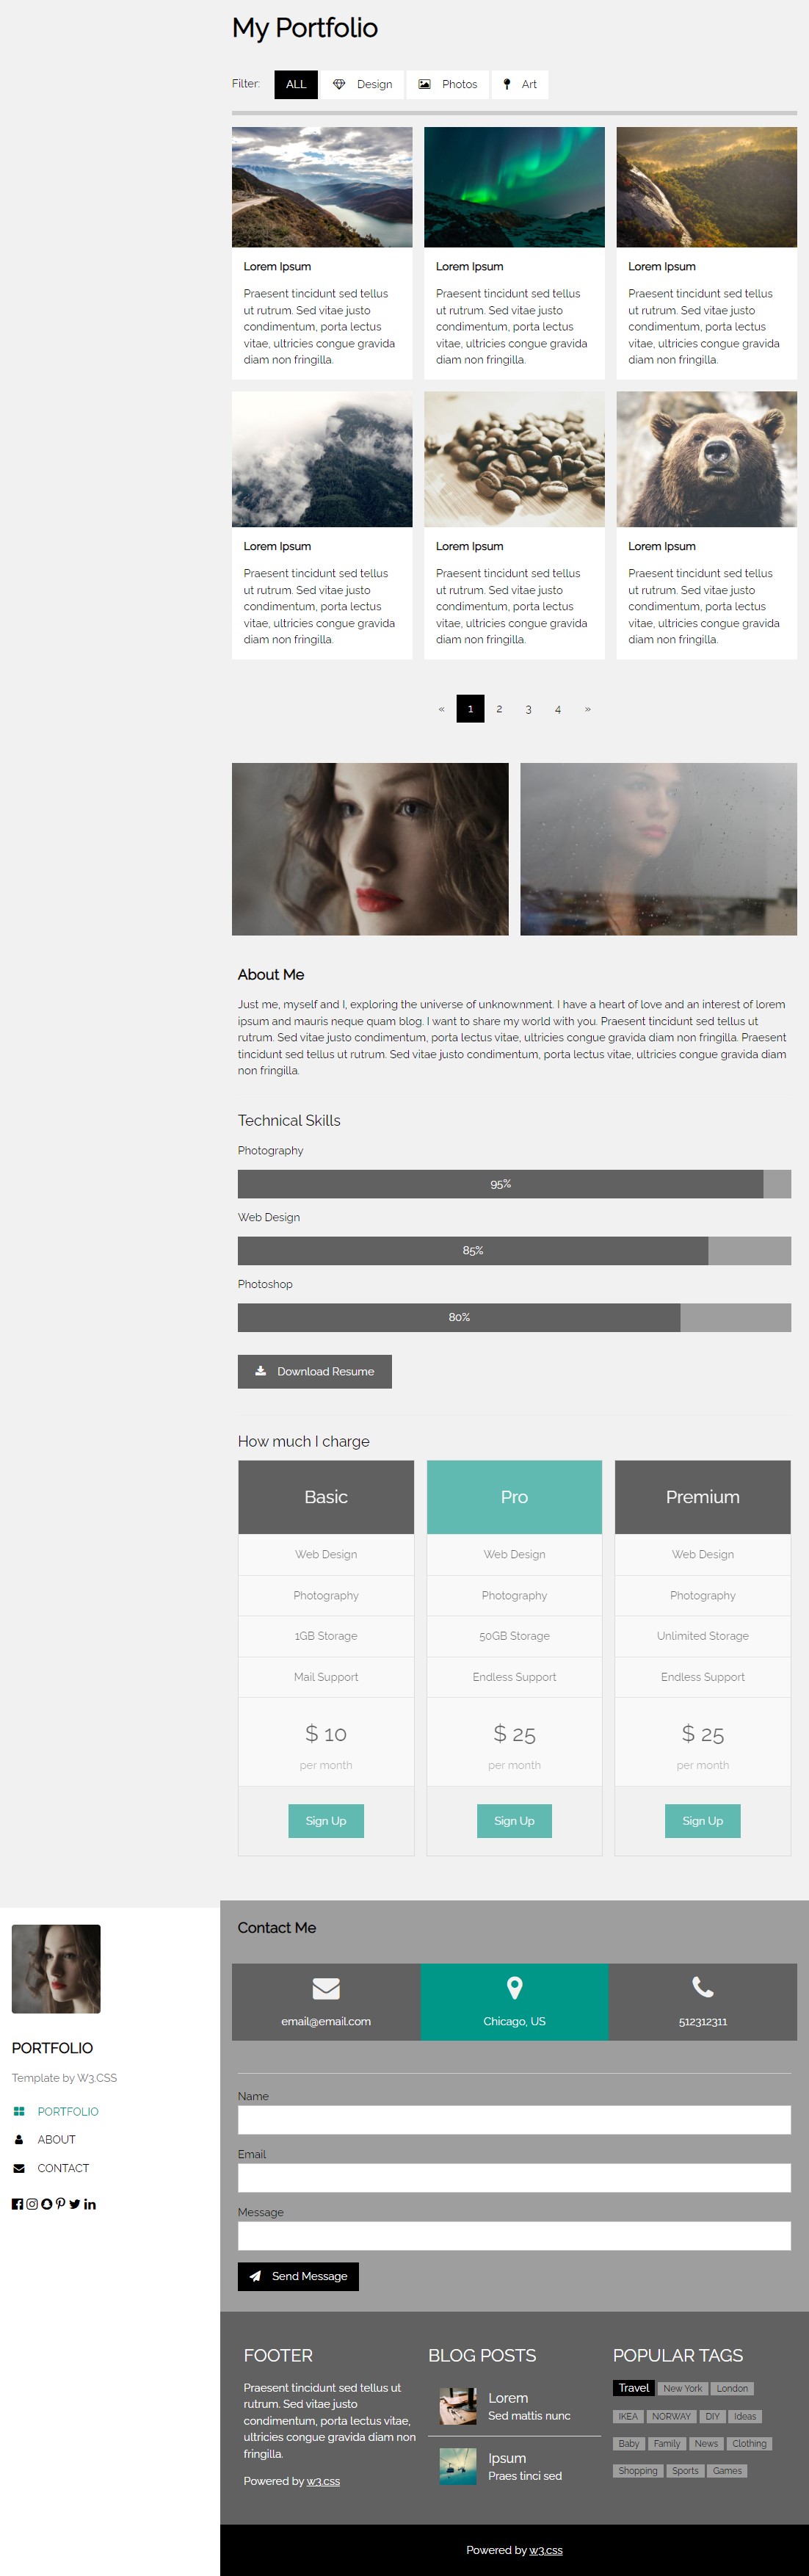 My Portfolio
Filter: ALL Design Photos Art
Lorem Ipsum
Praesent tincidunt sed tellus
ut rutrum. Sed vitae justo
condimentum, porta lectus
vitae, ultricies congue gravida
diam non fringilla.
Lorem Ipsum
Praesent tincidunt sed tellus
ut rutrum. Sed vitae justo
condimentum, porta lectus
vitae, ultricies congue gravida
diam non fringilla.
Lorem Ipsum
Praesent tincidunt sed tellus
ut rutrum. Sed vitae justo
condimentum, porta lectus
vitae, ultricies congue gravida
diam non fringilla.
Lorem Ipsum
Praesent tincidunt sed tellus
ut rutrum. Sed vitae justo
condimentum, porta lectus
vitae, ultricies congue gravida
diam non fringilla.
Lorem Ipsum
Praesent tincidunt sed tellus
ut rutrum. Sed vitae justo
condimentum, porta lectus
vitae, ultricies congue gravida
diam non fringilla.
Lorem Ipsum
Praesent tincidunt sed tellus
ut rutrum. Sed vitae justo
condimentum, porta lectus
vitae, ultricies congue gravida
diam non fringilla.
« 1 2 3 4 »
About Me
Just me, myself and I, exploring the universe of unknownment. I have a heart of love and an interest of lorem
ipsum and mauris neque quam blog. I want to share my world with you. Praesent tincidunt sed tellus ut
rutrum. Sed vitae justo condimentum, porta lectus vitae, ultricies congue gravida diam non fringilla. Praesent
tincidunt sed tellus ut rutrum. Sed vitae justo condimentum, porta lectus vitae, ultricies congue gravida diam
non fringilla.
Technical Skills
Photography
95%
Web Design
85%
Photoshop
80%
Download Resume
How much I charge
Basic
Web Design
Photography
1GB Storage
Mail Support
$ 10
per month
Sign Up
Pro
Web Design
Photography
50GB Storage
Endless Support
$ 25
per month
Sign Up
Premium
Web Design
Photography
Unlimited Storage
Endless Support
$ 25
per month
Sign Up
PORTFOLIO
Template by W3.CSS
PORTFOLIO
ABOUT
CONTACT
Contact Me
email@email.com
Chicago, US
512312311
Name
Email
Message
Send Message
FOOTER
Praesent tincidunt sed tellus ut
rutrum. Sed vitae justo
condimentum, porta lectus vitae,
ultricies congue gravida diam non
fringilla.
Powered by w3.css
BLOG POSTS
Lorem
Sed mattis nunc
Ipsum
Praes tinci sed
POPULAR TAGS
Travel New York London
IKEA NORWAY DIY Ideas
Baby Family News Clothing
Shopping Sports Games
Powered by w3.css